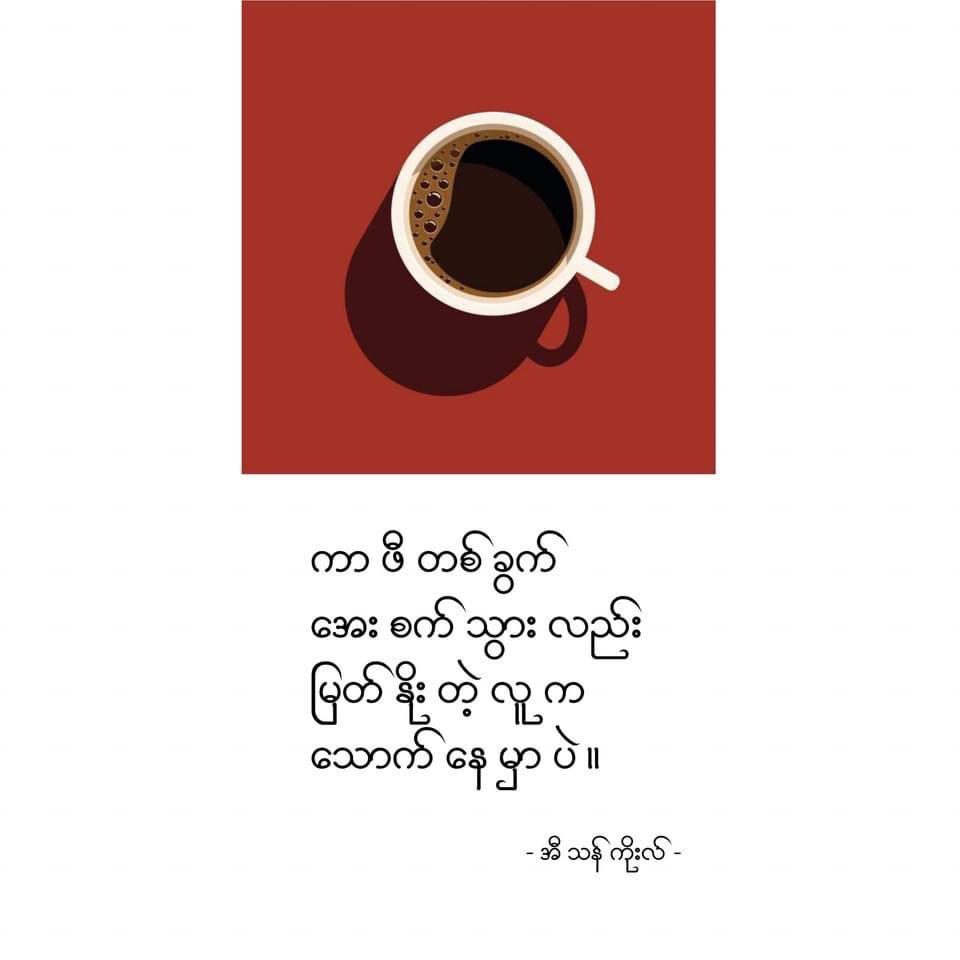 ကာ ဖီ တစ် ခွက်
အေး စက် သွား လည်း
မြတ် နိုး တဲ့ လူ က
သောက် နေ မှာ ပဲ ။
- အီ သန် ကိုးလ် -